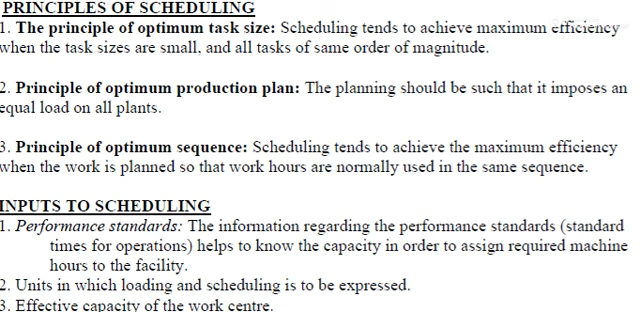 PRINCIPLES OF SCHEDULING
1. The principle of optimum task size: Scheduling tends to achieve maximum efficiency
when the task sizes are small, and all tasks of same order of magnitude.
2. Principle of optimum production plan: The planning should be such that it imposes an
equal load on all plants.
3. Principle of optimum sequence: Scheduling tends to achieve the maximum efficiency
when the work is planned so that work hours are normally used in the same sequence.
INPUTS TO SCHEDULING
1. Performance standards: The information regarding the performance standards (standard
times for operations) helps to know the capacity in order to assign required machine
hours to the facility.
2. Units in which loading and scheduling is to be expressed.
3. Effective capacity of the work centre.